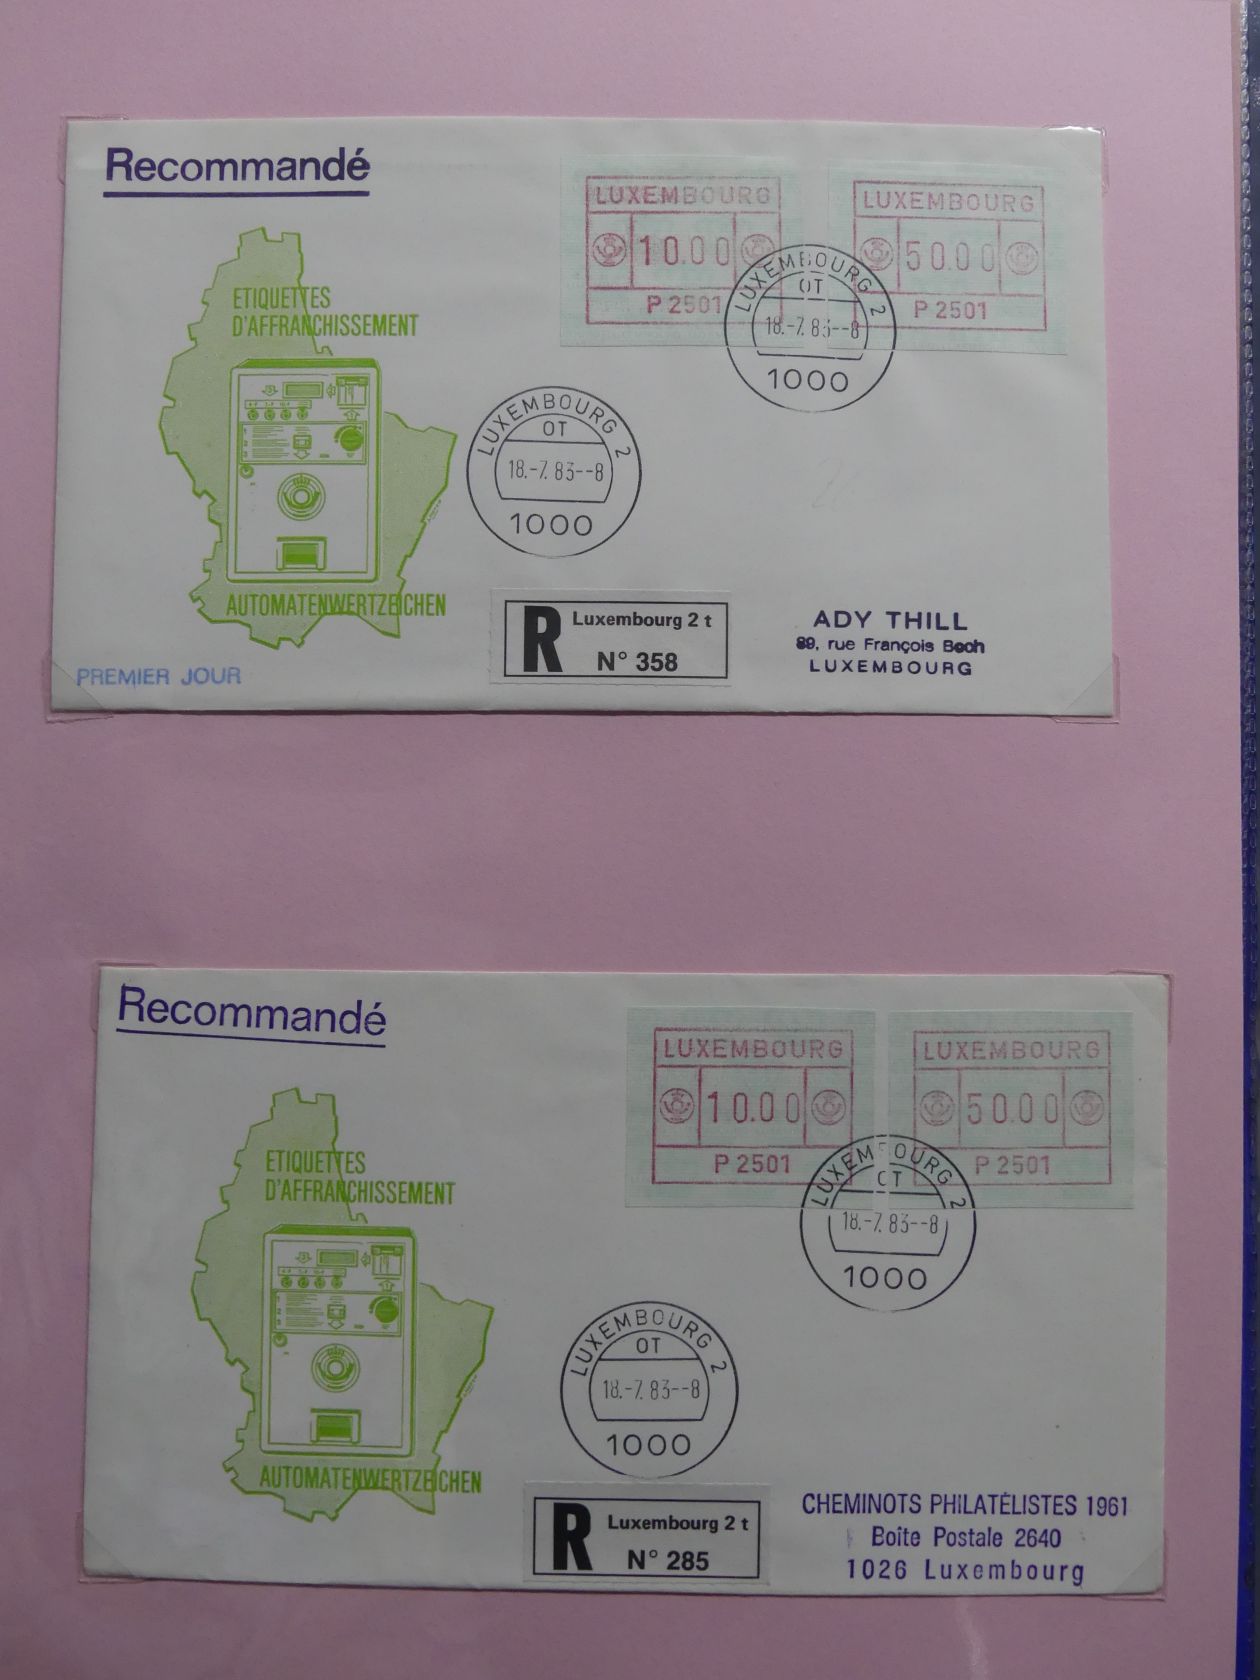 Recommandé
LUXEMBOURG
10.00
P 2501
LUXEMBOURG
50.00
P 2501
LUXEMBOURG 2
OT
18.-7.83--8
1000
ETIQUETTES
D'AFFRANCHISSEMENT
LUXEMBOURG 2
OT
18.-7.83--8
1000
AUTOMATENWERTZEICHEN
R
Luxembourg 2 t
N° 358
ADY THILL
89, rue François Boch
LUXEMBOURG
PREMIER JOUR
Recommandé
LUXEMBOURG
10.00
P 2501
LUXEMBOURG
50.00
P 2501
LUXEMBOURG 2
OT
18.-7.83--8
1000
ETIQUETTES
D'AFFRANCHISSEMENT
LUXEMBOURG 2
OT
18.-7.83--8
1000
AUTOMATENWERTZEICHEN
R
Luxembourg 2 t
N° 285
CHEMINOTS PHILATÉLISTES 1961
Boîte Postale 2640
1026 Luxembourg